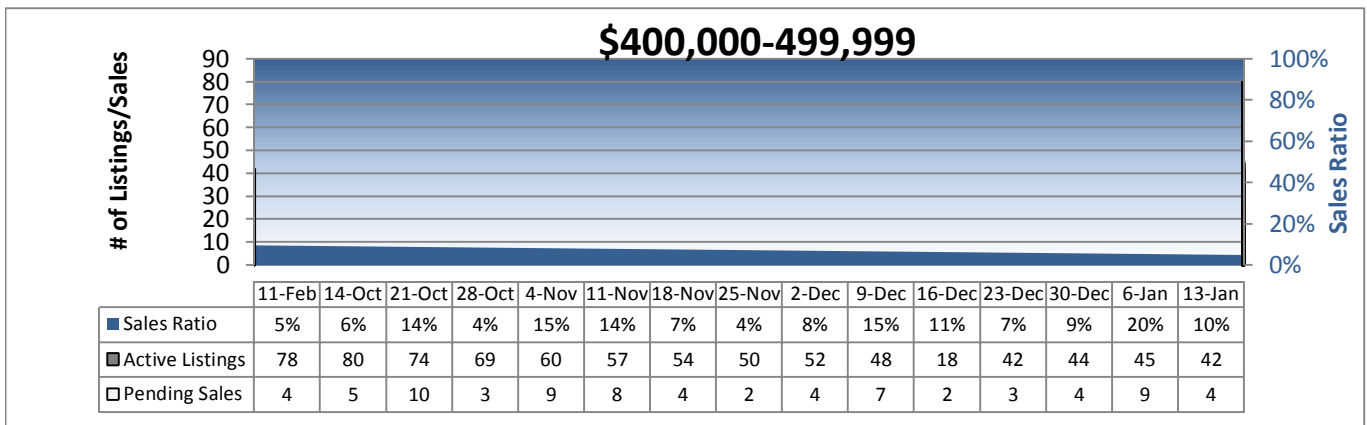 $400,000-499,999
# of Listings/Sales
90
80
70
60
50
40
30
20
10
0
100%
80%
60%
40%
20%
0%
Sales Ratio
11-Feb 14-Oct 21-Oct 28-Oct 4-Nov 11-Nov 18-Nov 25-Nov 2-Dec 9-Dec 16-Dec 23-Dec 30-Dec 6-Jan 13-Jan
Sales Ratio 5% 6% 14% 4% 15% 14% 7% 4% 8% 15% 11% 7% 9% 20% 10%
Active Listings 78 80 74 69 60 57 54 50 52 48 18 42 44 45 42
Pending Sales 4 5 10 3 9 8 4 2 4 7 2 3 4 9 4